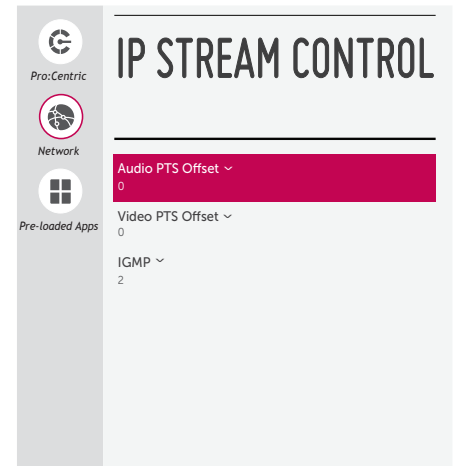 Pro:Centric
Network
Pre-loaded Apps
IP STREAM CONTROL
Audio PTS Offset
0
Video PTS Offset
0
IGMP
2